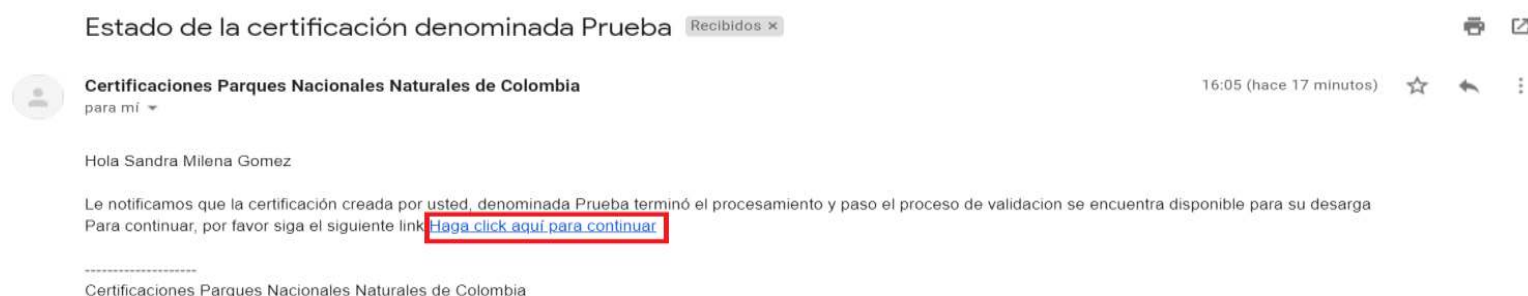 Estado de la certificación denominada Prueba Recibidos ×
Certificaciones Parques Nacionales Naturales de Colombia 16:05 (hace 17 minutos)
para mí
Hola Sandra Milena Gomez
Le notificamos que la certificación creada por usted, denominada Prueba terminó el procesamiento y paso el proceso de validacion se encuentra disponible para su desarga
Para continuar, por favor siga el siguiente link Haga click aquí para continuar
--------------------
Certificaciones Parques Nacionales Naturales de Colombia